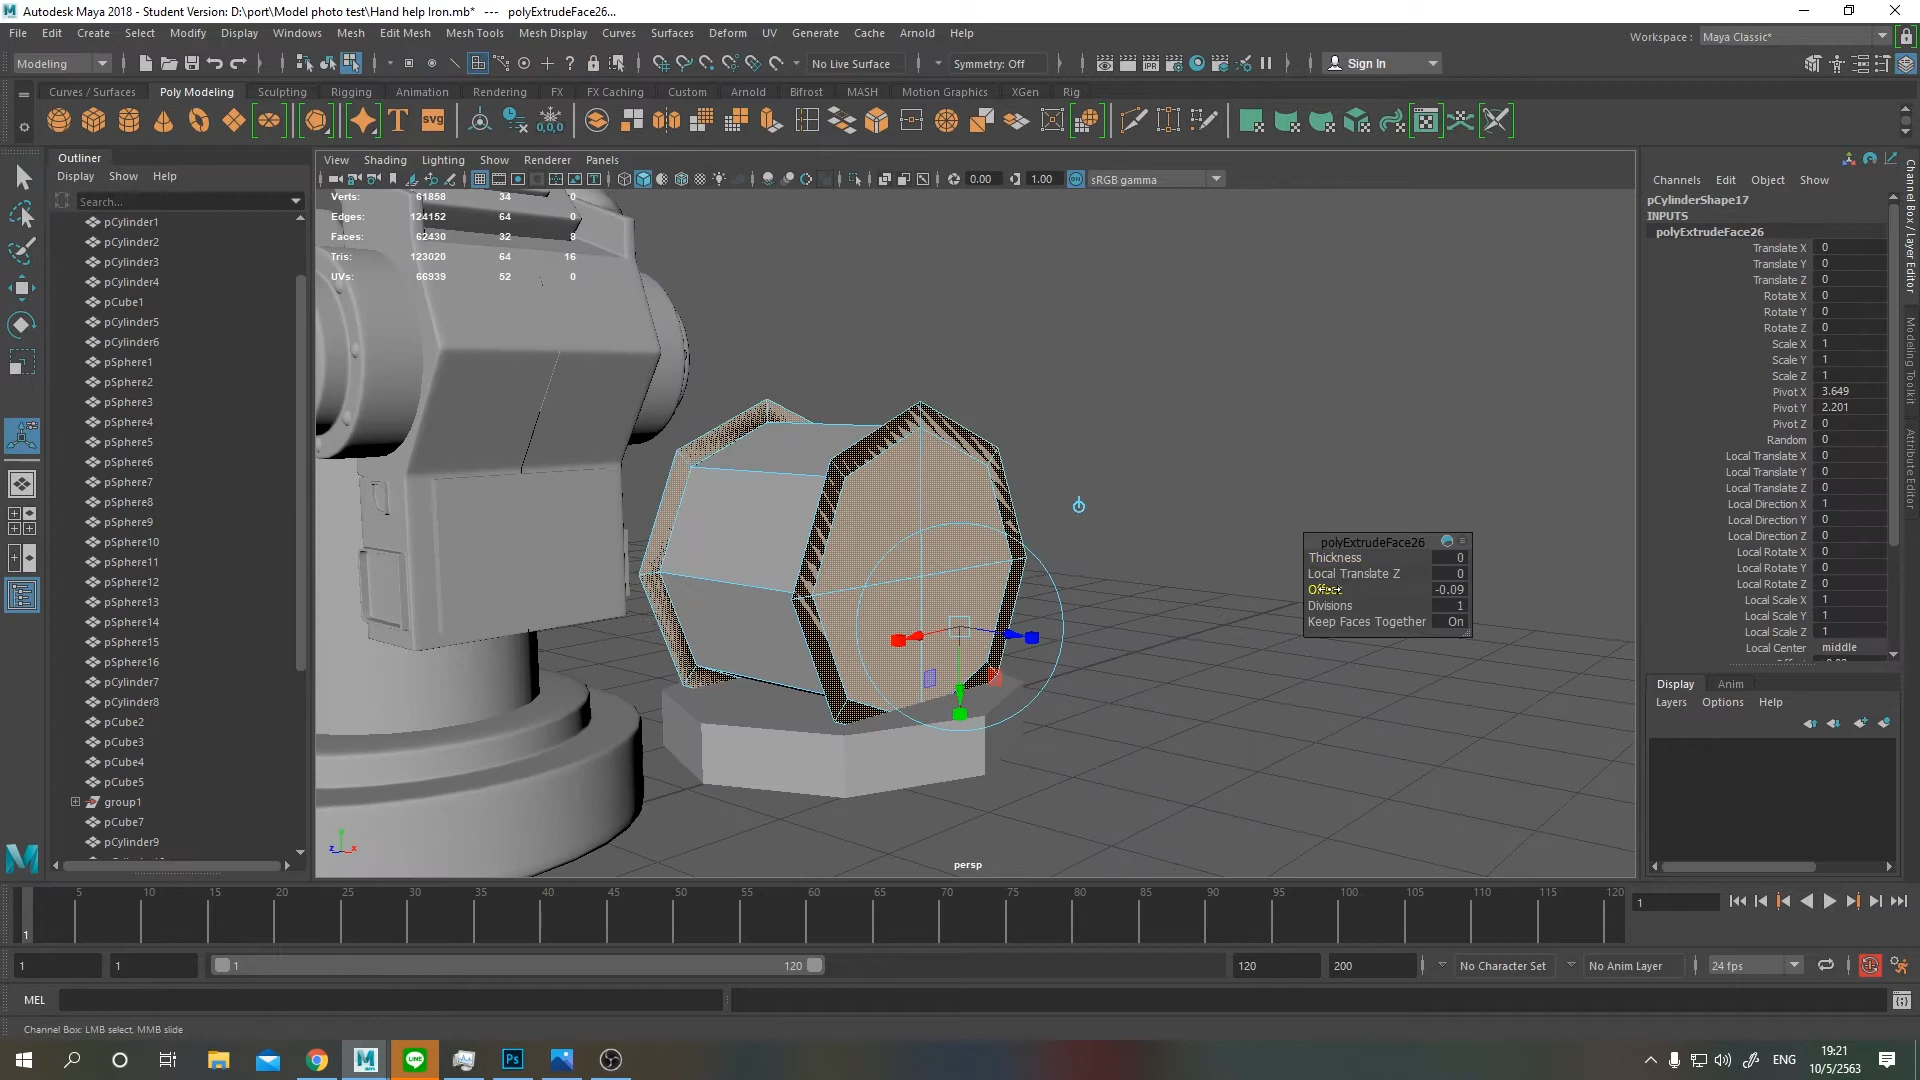 Autodesk Maya 2018 - Student Version: D:\port\Model photo test\Hand help Iron.mb* --- polyExtrudeFace26...
File Edit Create Select Modify Display Windows Mesh Edit Mesh Mesh Tools Mesh Display Curves Surfaces Deform UV Generate Cache Arnold Help
Workspace : Maya Classic*
Modeling No Live Surface Symmetry: Off Sign In
Curves / Surfaces Poly Modeling Sculpting Rigging Animation Rendering FX FX Caching Custom Arnold Bifrost MASH Motion Graphics XGen Rig
Outliner
Display Show Help
Search...
pCylinder1
pCylinder2
pCylinder3
pCylinder4
pCube1
pCylinder5
pCylinder6
pSphere1
pSphere2
pSphere3
pSphere4
pSphere5
pSphere6
pSphere7
pSphere8
pSphere9
pSphere10
pSphere11
pSphere12
pSphere13
pSphere14
pSphere15
pSphere16
pCylinder7
pCylinder8
pCube2
pCube3
pCube4
pCube5
group1
pCube7
pCylinder9
View Shading Lighting Show Renderer Panels
0.00 1.00 sRGB gamma
Verts: 61858 34 0
Edges: 124152 64 0
Faces: 62430 32 8
Tris: 123020 64 16
UVs: 66939 52 0
polyExtrudeFace26
Thickness 0
Local Translate Z 0
Offset -0.09
Divisions 1
Keep Faces Together On
persp
Channels Edit Object Show
pCylinderShape17
INPUTS
polyExtrudeFace26
Translate X 0
Translate Y 0
Translate Z 0
Rotate X 0
Rotate Y 0
Rotate Z 0
Scale X 1
Scale Y 1
Scale Z 1
Pivot X 3.649
Pivot Y 2.201
Pivot Z 0
Random 0
Local Translate X 0
Local Translate Y 0
Local Translate Z 0
Local Direction X 1
Local Direction Y 0
Local Direction Z 0
Local Rotate X 0
Local Rotate Y 0
Local Rotate Z 0
Local Scale X 1
Local Scale Y 1
Local Scale Z 1
Local Center middle
Display Anim
Layers Options Help
Channel Box / Layer Editor
Modeling Toolkit
Attribute Editor
5 10 15 20 25 30 35 40 45 50 55 60 65 70 75 80 85 90 95 100 105 110 115 120
1
1
1 1 1 120 120 200 No Character Set No Anim Layer 24 fps
MEL
Channel Box: LMB select, MMB slide
ENG
19:21
10/5/2563